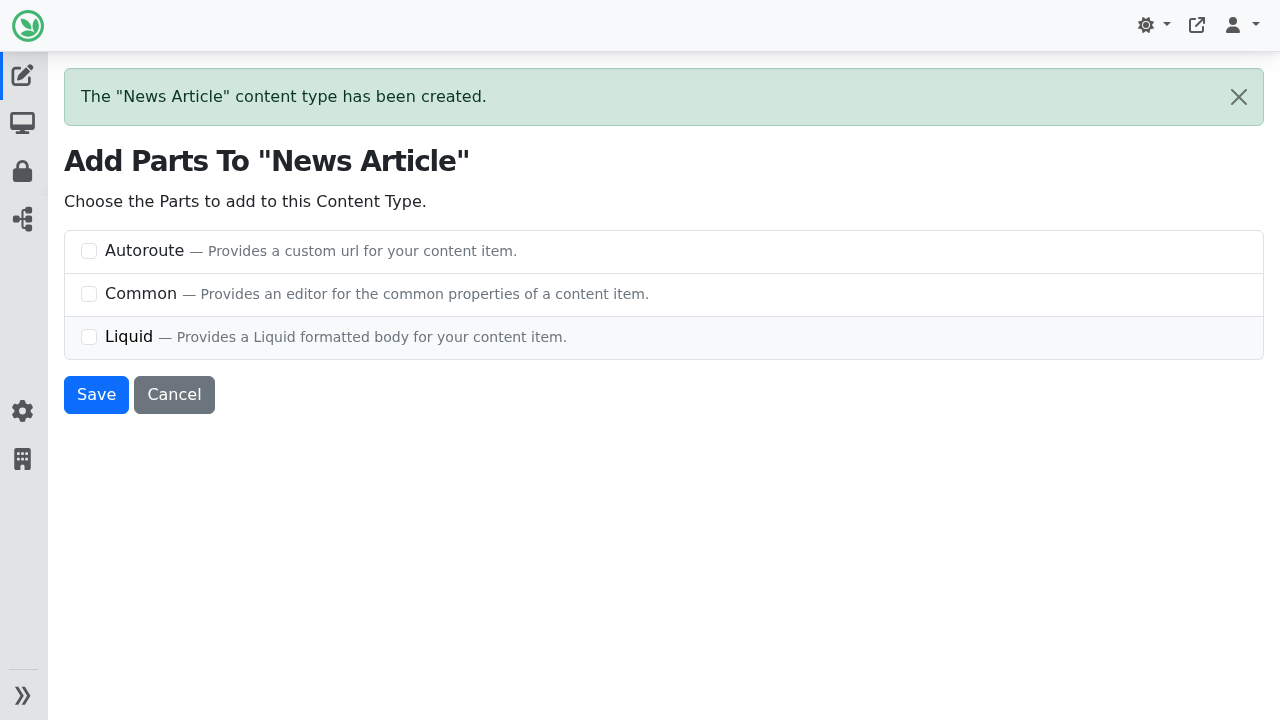 The "News Article" content type has been created.
Add Parts To "News Article"
Choose the Parts to add to this Content Type.
Autoroute — Provides a custom url for your content item.
Common — Provides an editor for the common properties of a content item.
Liquid — Provides a Liquid formatted body for your content item.
Save Cancel